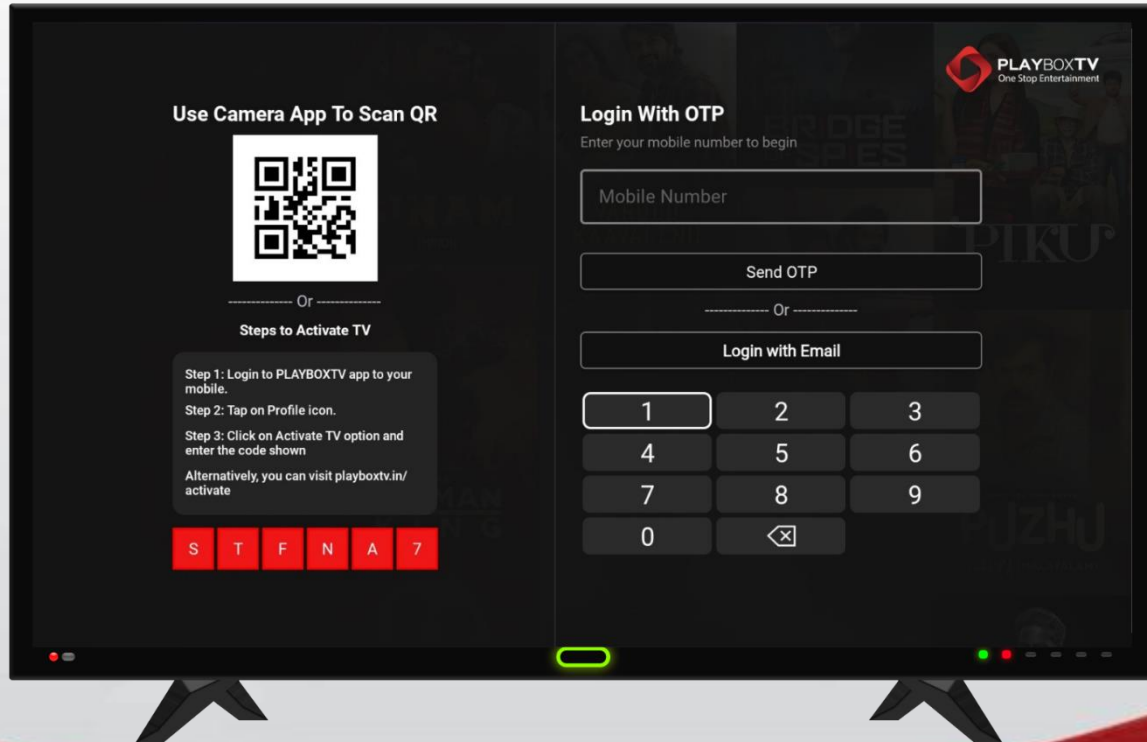 PLAYBOXTV
One Stop Entertainment
Use Camera App To Scan QR
-------------- Or --------------
Steps to Activate TV
Step 1: Login to PLAYBOXTV app to your
mobile.
Step 2: Tap on Profile icon.
Step 3: Click on Activate TV option and
enter the code shown
Alternatively, you can visit playboxtv.in/
activate
S T F N A 7
Login With OTP
Enter your mobile number to begin
Mobile Number
Send OTP
-------------- Or --------------
Login with Email
1 2 3
4 5 6
7 8 9
0
BRIDGE
SPIES
PIKU
PUZHU